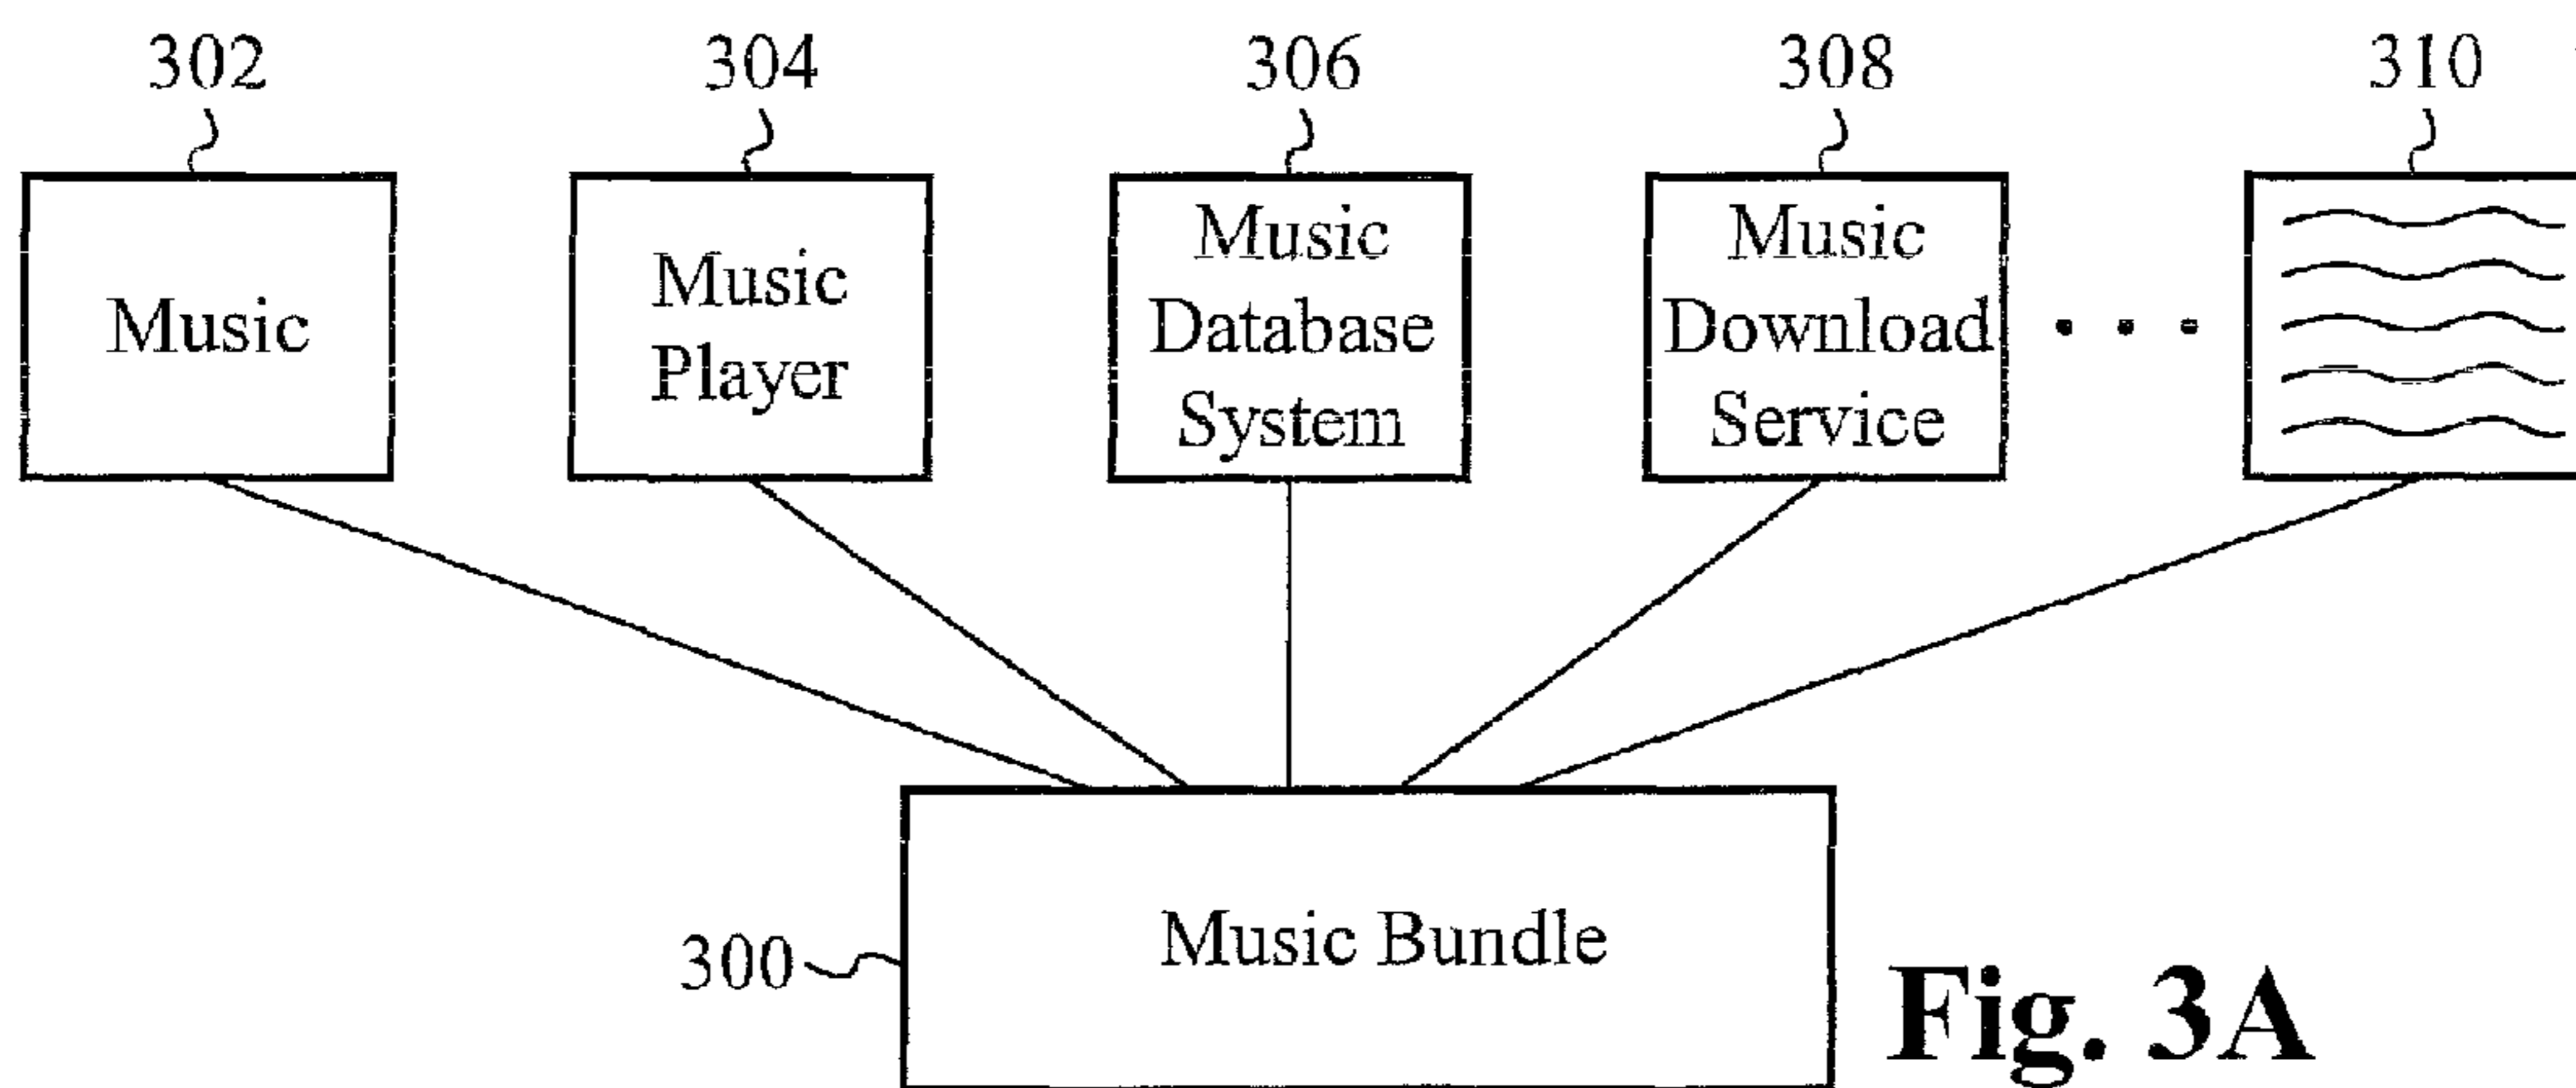 302
304
306
308
310
Music
Music
Player
Music
Database
System
Music
Download
Service
. . .
300
Music Bundle
Fig. 3A